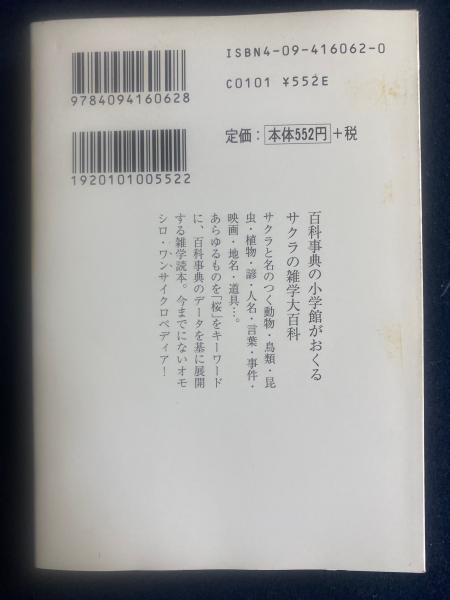 ISBN4-09-416062-0
C0101 ¥552E
定価：本体552円＋税
9784094160628
1920101005522
百科事典の小学館がおくる
サクラの雑学大百科
サクラと名のつく動物・鳥類・昆
虫・植物・諺・人名・言葉・事件・
映画・地名・道具…。
あらゆるものを「桜」をキーワード
に、百科事典のデータを基に展開
する雑学読本。今までにないオモ
シロ・ワンサイクロペディア！